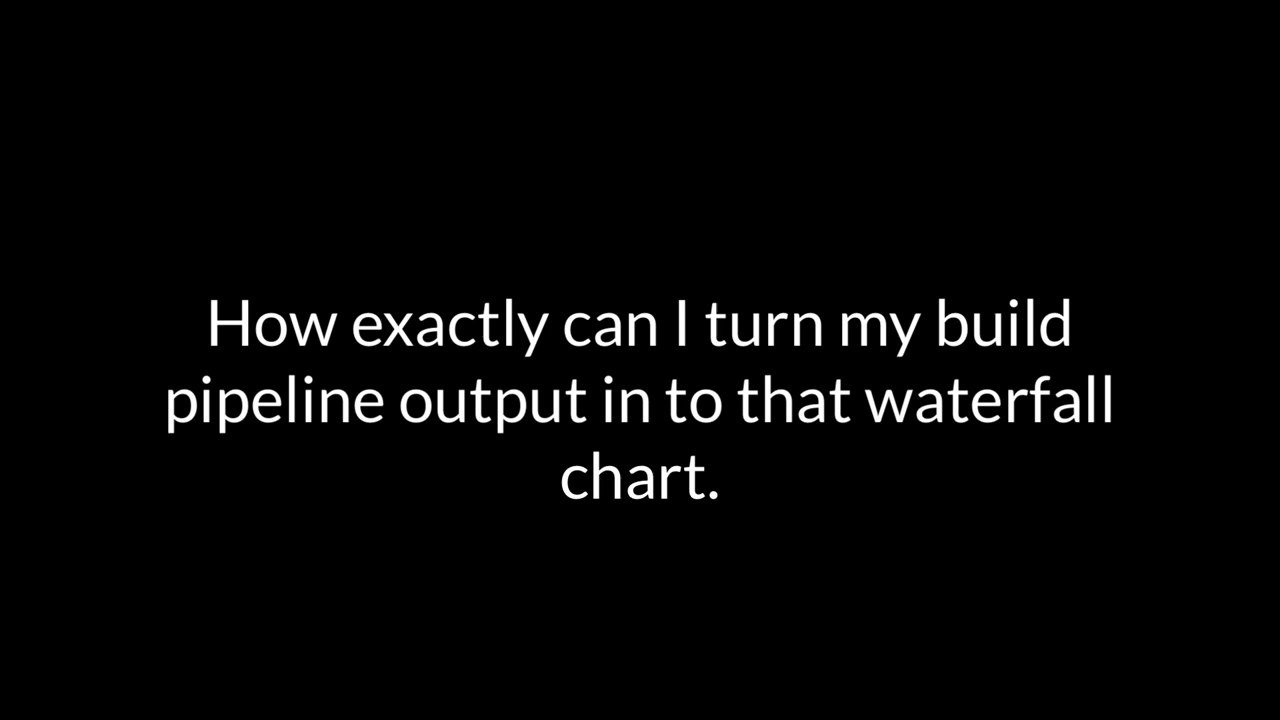 How exactly can I turn my build
pipeline output in to that waterfall
chart.